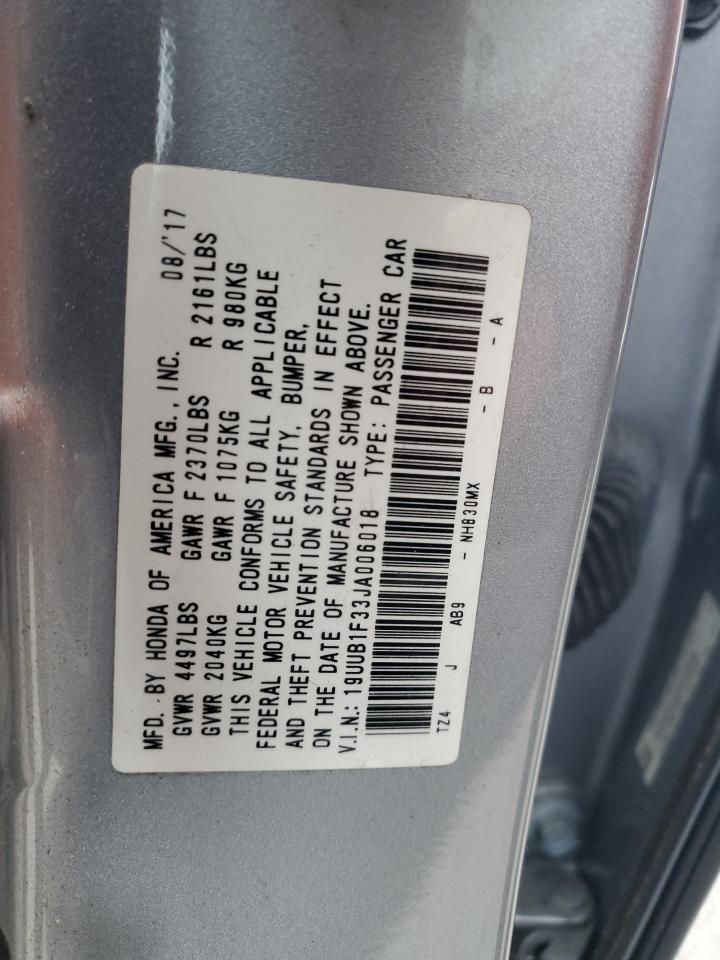 MFD. BY HONDA OF AMERICA MFG., INC. 08/'17
GVWR 4497LBS GAWR F 2370LBS R 2161LBS
GVWR 2040KG GAWR F 1075KG R 980KG
THIS VEHICLE CONFORMS TO ALL APPLICABLE
FEDERAL MOTOR VEHICLE SAFETY, BUMPER,
AND THEFT PREVENTION STANDARDS IN EFFECT
ON THE DATE OF MANUFACTURE SHOWN ABOVE.
V.I.N.: 19UUB1F33JA006018 TYPE: PASSENGER CAR
TZ4 J AB9 - NH830MX - B - A